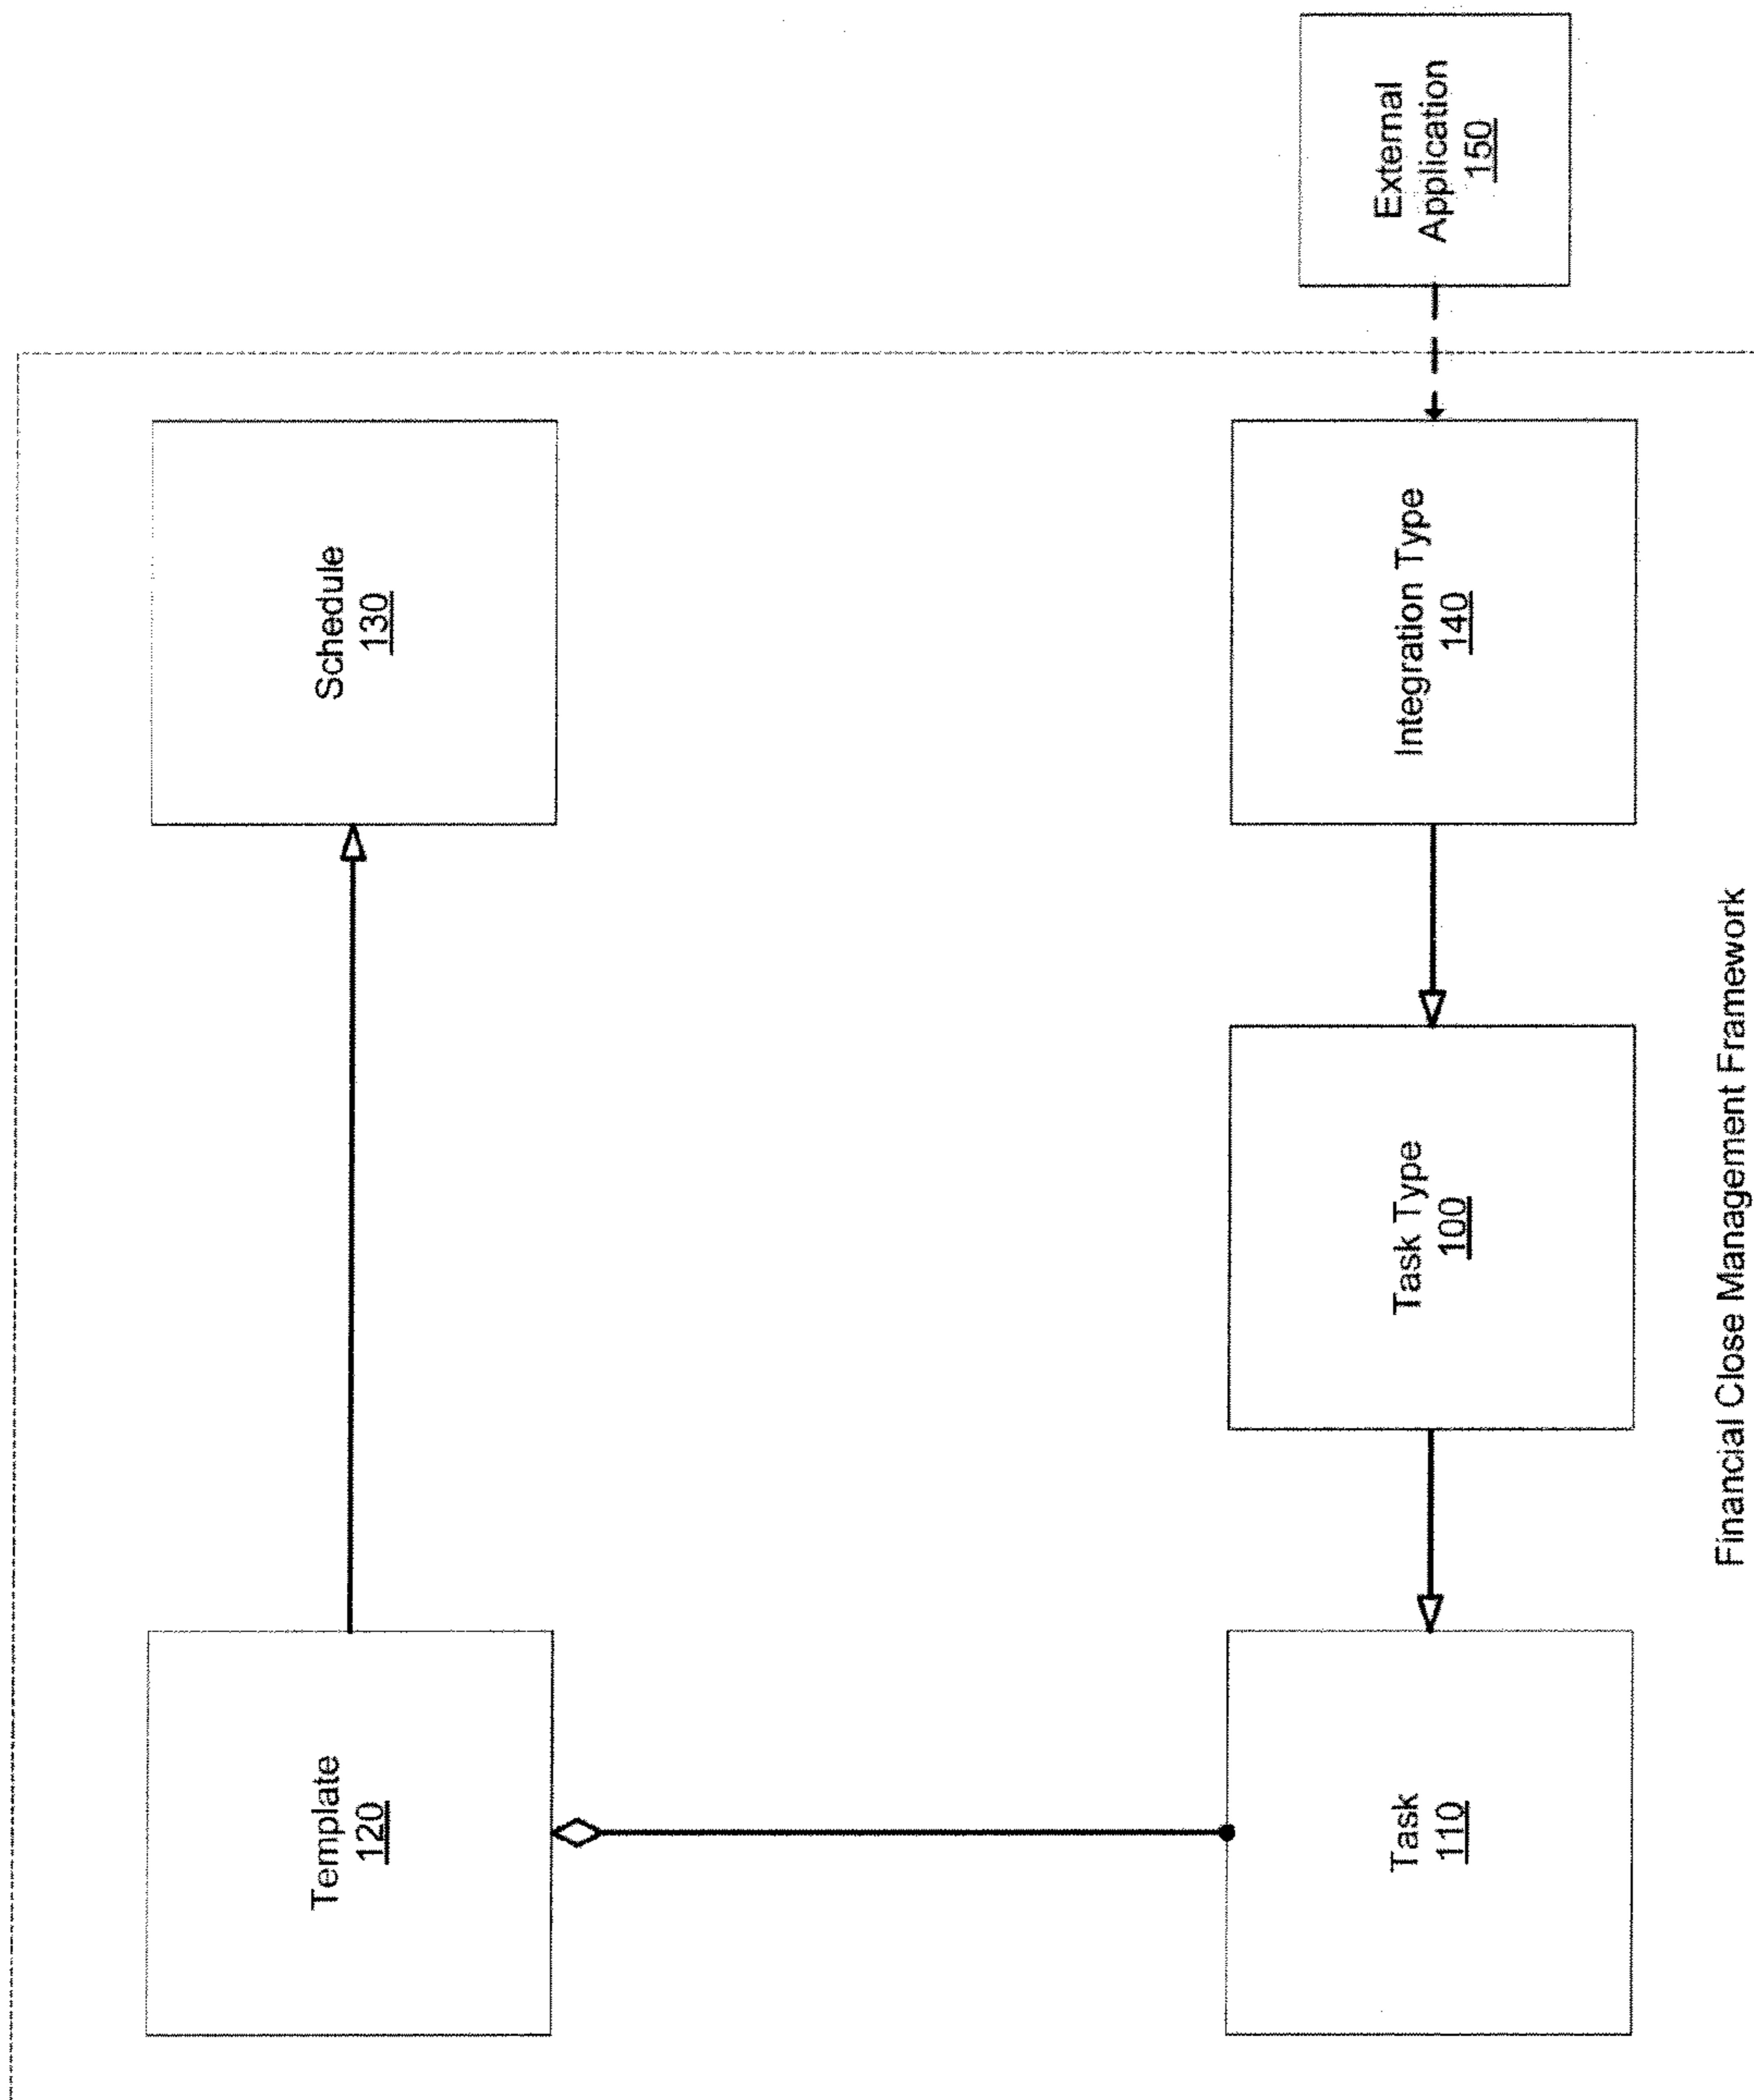 Template
120
Schedule
130
Task
110
Task Type
100
Integration Type
140
External
Application
150
Financial Close Management Framework